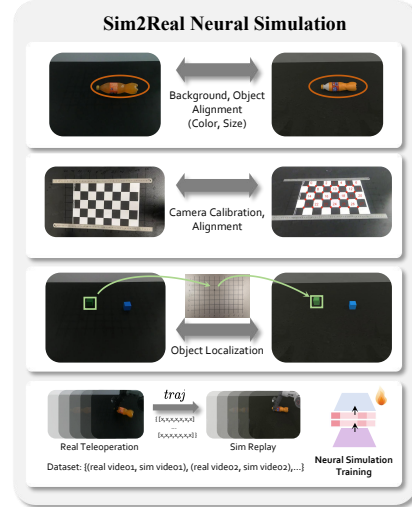 Sim2Real Neural Simulation
Background, Object
Alignment
(Color, Size)
Camera Calibration,
Alignment
Object Localization
traj
[[x,x,x,x,x,x,x]
...
[x,x,x,x,x,x,x]]
Real Teleoperation
Sim Replay
Dataset: {(real video1, sim video1), (real video2, sim video2),...}
Neural Simulation
Training